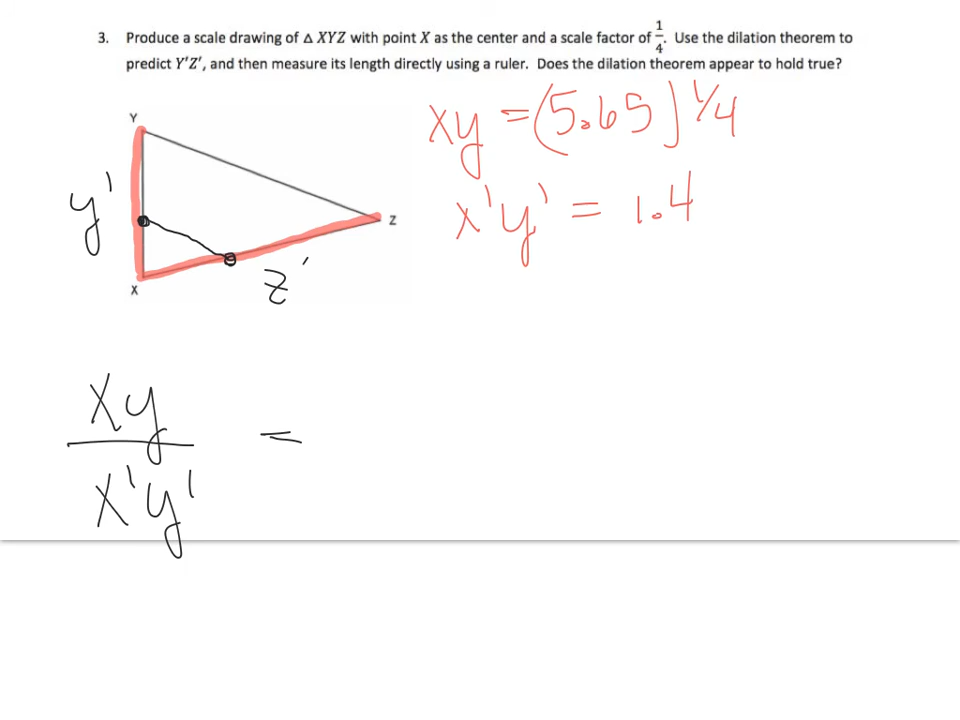 3. Produce a scale drawing of △ XYZ with point X as the center and a scale factor of 1/4. Use the dilation theorem to
predict Y′Z′, and then measure its length directly using a ruler. Does the dilation theorem appear to hold true?
Y
xy = (5.65) 1/4
y'
x'y' = 1.4
Z
X
z'
xy
=
x'y'